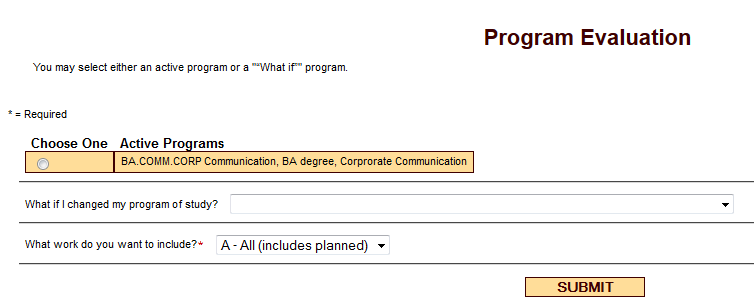 Program Evaluation
You may select either an active program or a ""What if"" program.
* = Required
Choose One Active Programs
BA.COMM.CORP Communication, BA degree, Corprorate Communication
What if I changed my program of study?
What work do you want to include?* A - All (includes planned)
SUBMIT